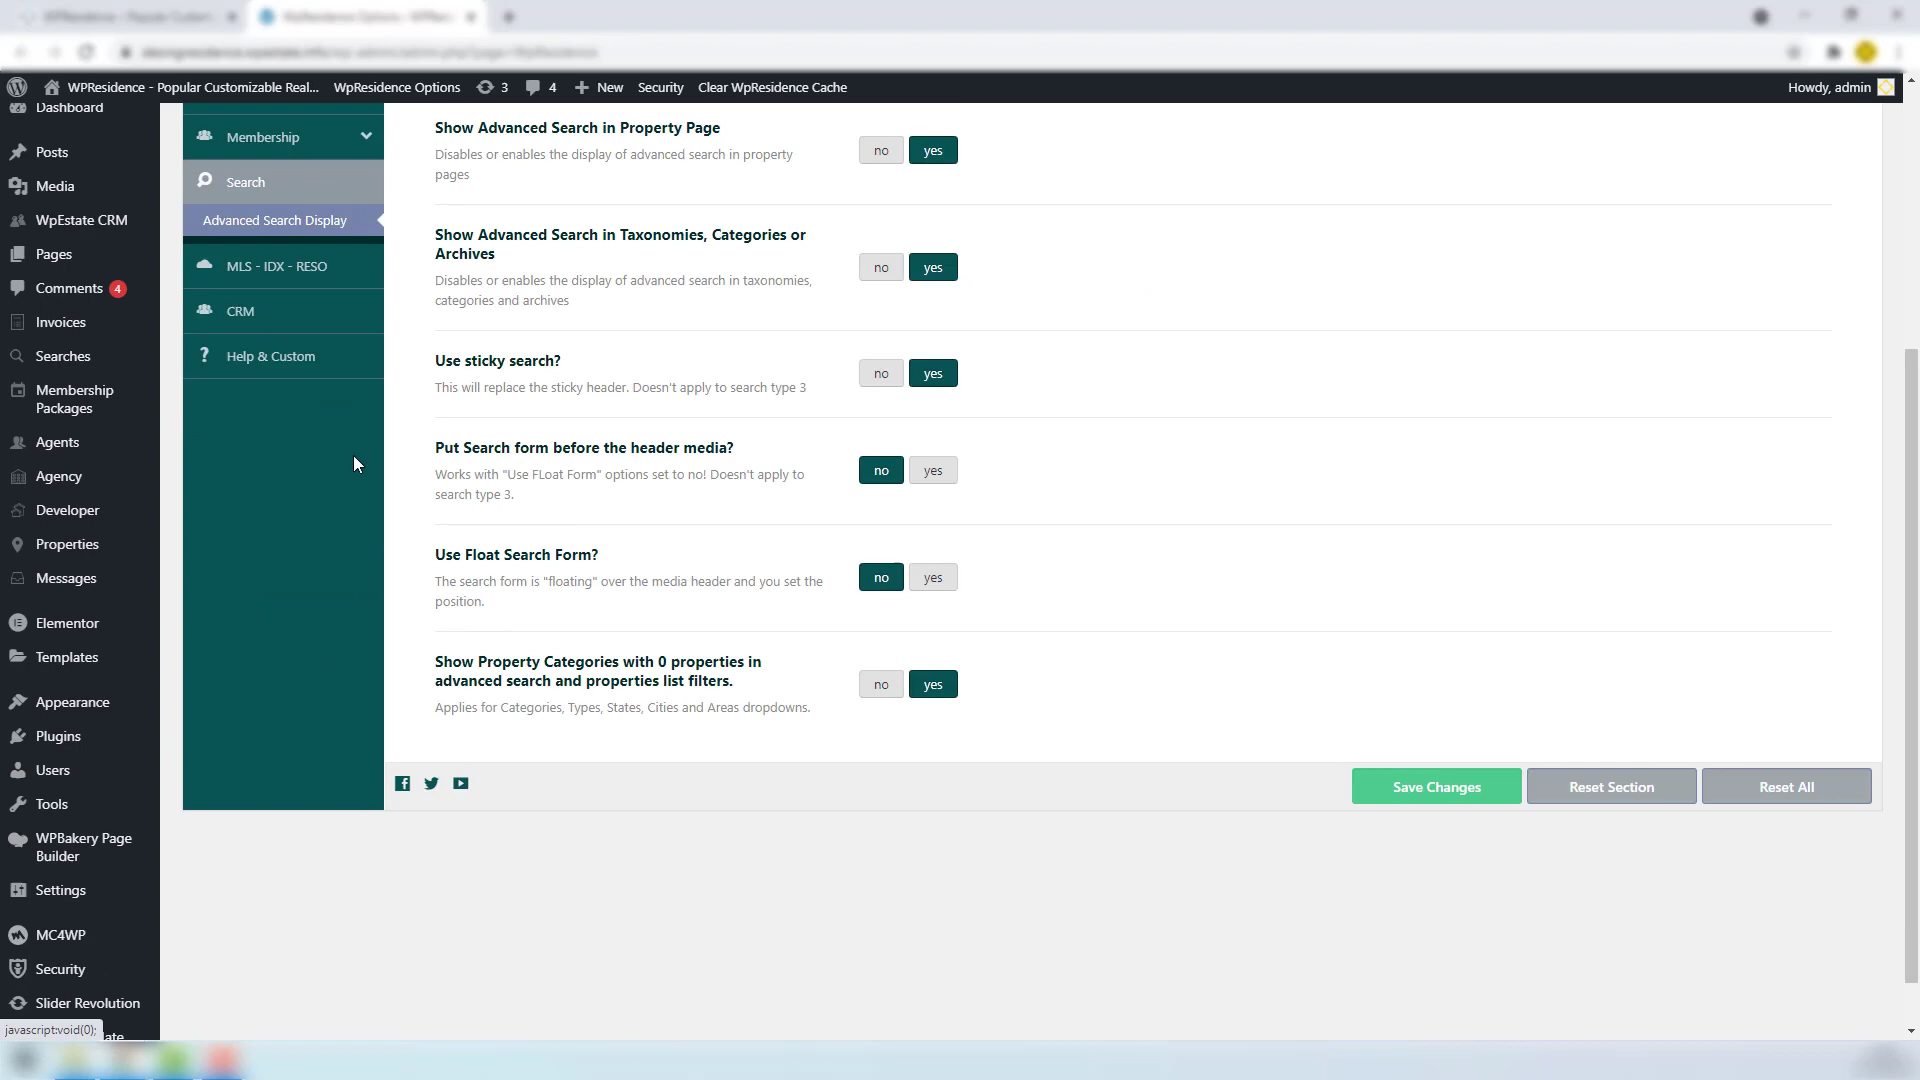 WPResidence - Popular Customizable Real...
WpResidence Options
3
4
New
Security
Clear WpResidence Cache
Howdy, admin
Dashboard
Posts
Media
WpEstate CRM
Pages
Comments 4
Invoices
Searches
Membership
Packages
Agents
Agency
Developer
Properties
Messages
Elementor
Templates
Appearance
Plugins
Users
Tools
WPBakery Page
Builder
Settings
MC4WP
Security
Slider Revolution
javascript:void(0);
Membership
Search
Advanced Search Display
MLS - IDX - RESO
CRM
Help & Custom
Show Advanced Search in Property Page
Disables or enables the display of advanced search in property
pages
no yes
Show Advanced Search in Taxonomies, Categories or
Archives
Disables or enables the display of advanced search in taxonomies,
categories and archives
no yes
Use sticky search?
This will replace the sticky header. Doesn't apply to search type 3
no yes
Put Search form before the header media?
Works with "Use FLoat Form" options set to no! Doesn't apply to
search type 3.
no yes
Use Float Search Form?
The search form is "floating" over the media header and you set the
position.
no yes
Show Property Categories with 0 properties in
advanced search and properties list filters.
Applies for Categories, Types, States, Cities and Areas dropdowns.
no yes
Save Changes
Reset Section
Reset All